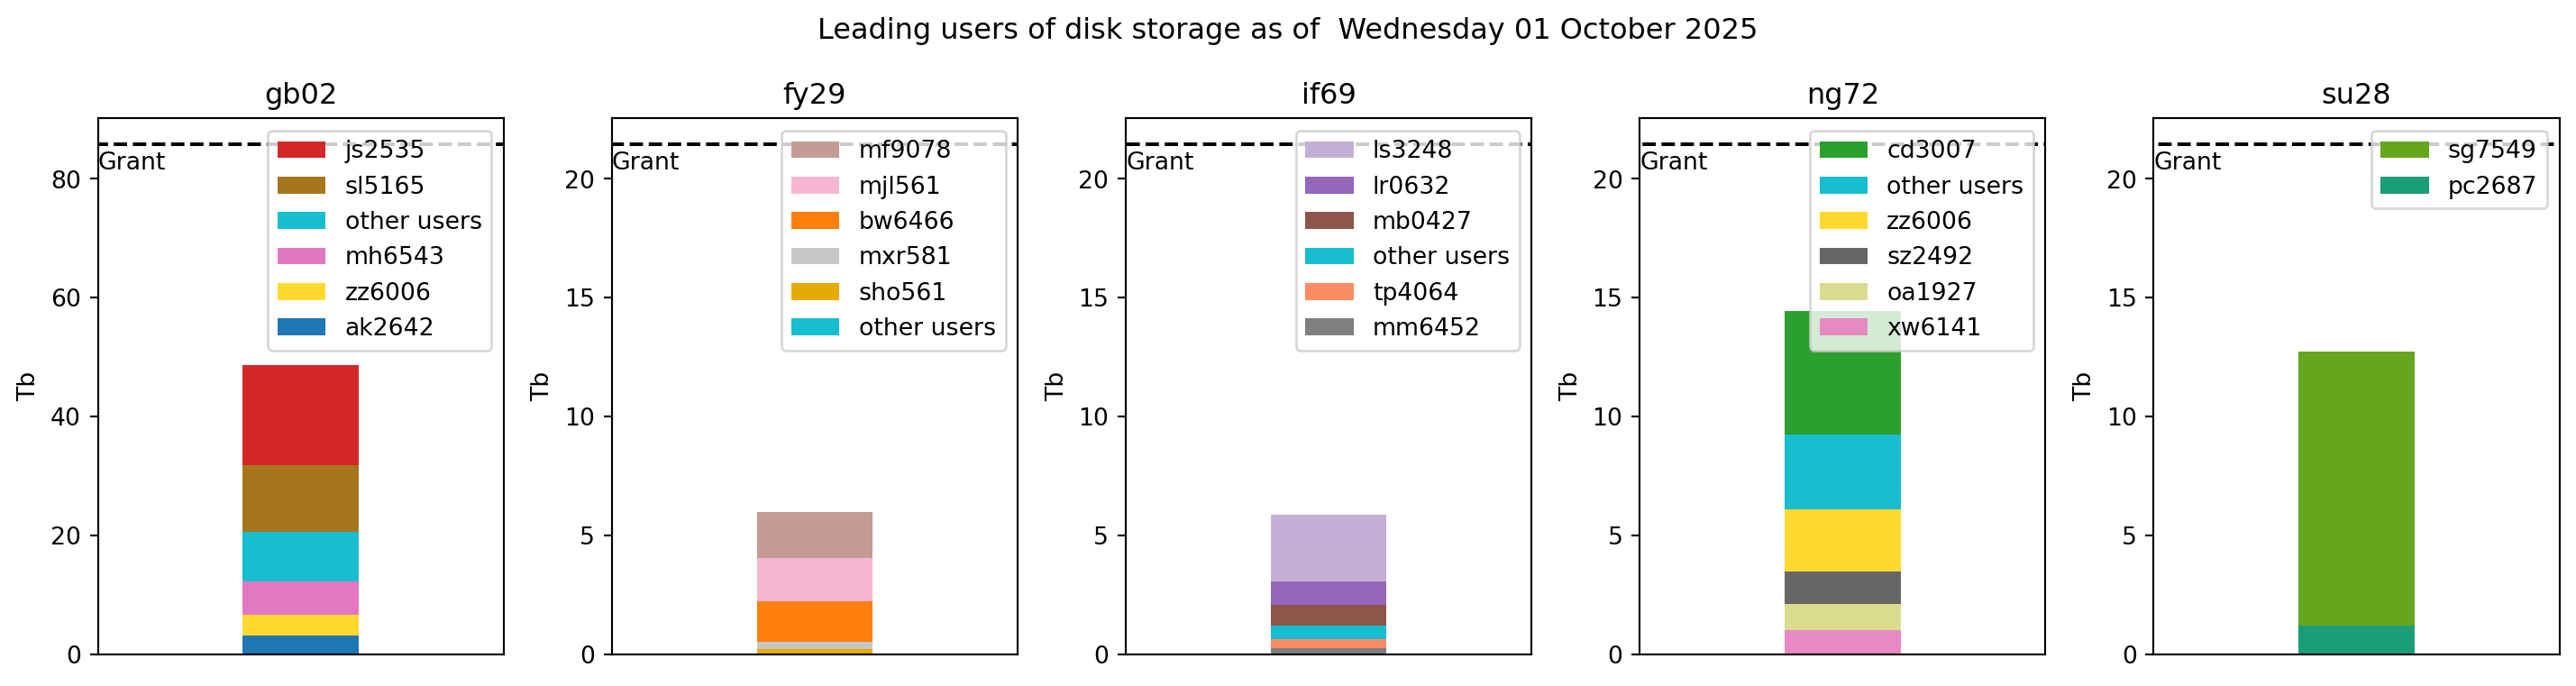 Leading users of disk storage as of  Wednesday 01 October 2025
gb02
Grant
js2535
sl5165
other users
mh6543
zz6006
ak2642
80
60
40
20
0
Tb
fy29
Grant
mf9078
mjl561
bw6466
mxr581
sho561
other users
20
15
10
5
0
Tb
if69
Grant
ls3248
lr0632
mb0427
other users
tp4064
mm6452
20
15
10
5
0
Tb
ng72
Grant
cd3007
other users
zz6006
sz2492
oa1927
xw6141
20
15
10
5
0
Tb
su28
Grant
sg7549
pc2687
20
15
10
5
0
Tb